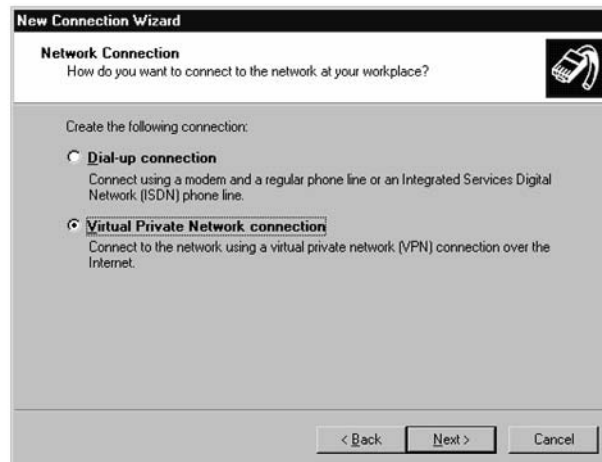 New Connection Wizard
Network Connection
How do you want to connect to the network at your workplace?
Create the following connection:
Dial-up connection
Connect using a modem and a regular phone line or an Integrated Services Digital
Network (ISDN) phone line.
Virtual Private Network connection
Connect to the network using a virtual private network (VPN) connection over the
Internet.
< Back Next > Cancel